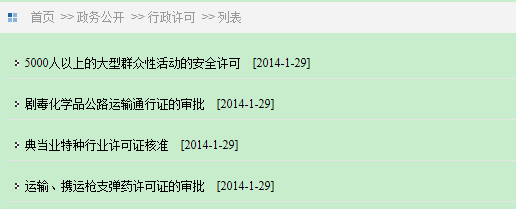 首页 >> 政务公开 >> 行政许可 >> 列表
5000人以上的大型群众性活动的安全许可 [2014-1-29]
剧毒化学品公路运输通行证的审批 [2014-1-29]
典当业特种行业许可证核准 [2014-1-29]
运输、携运枪支弹药许可证的审批 [2014-1-29]